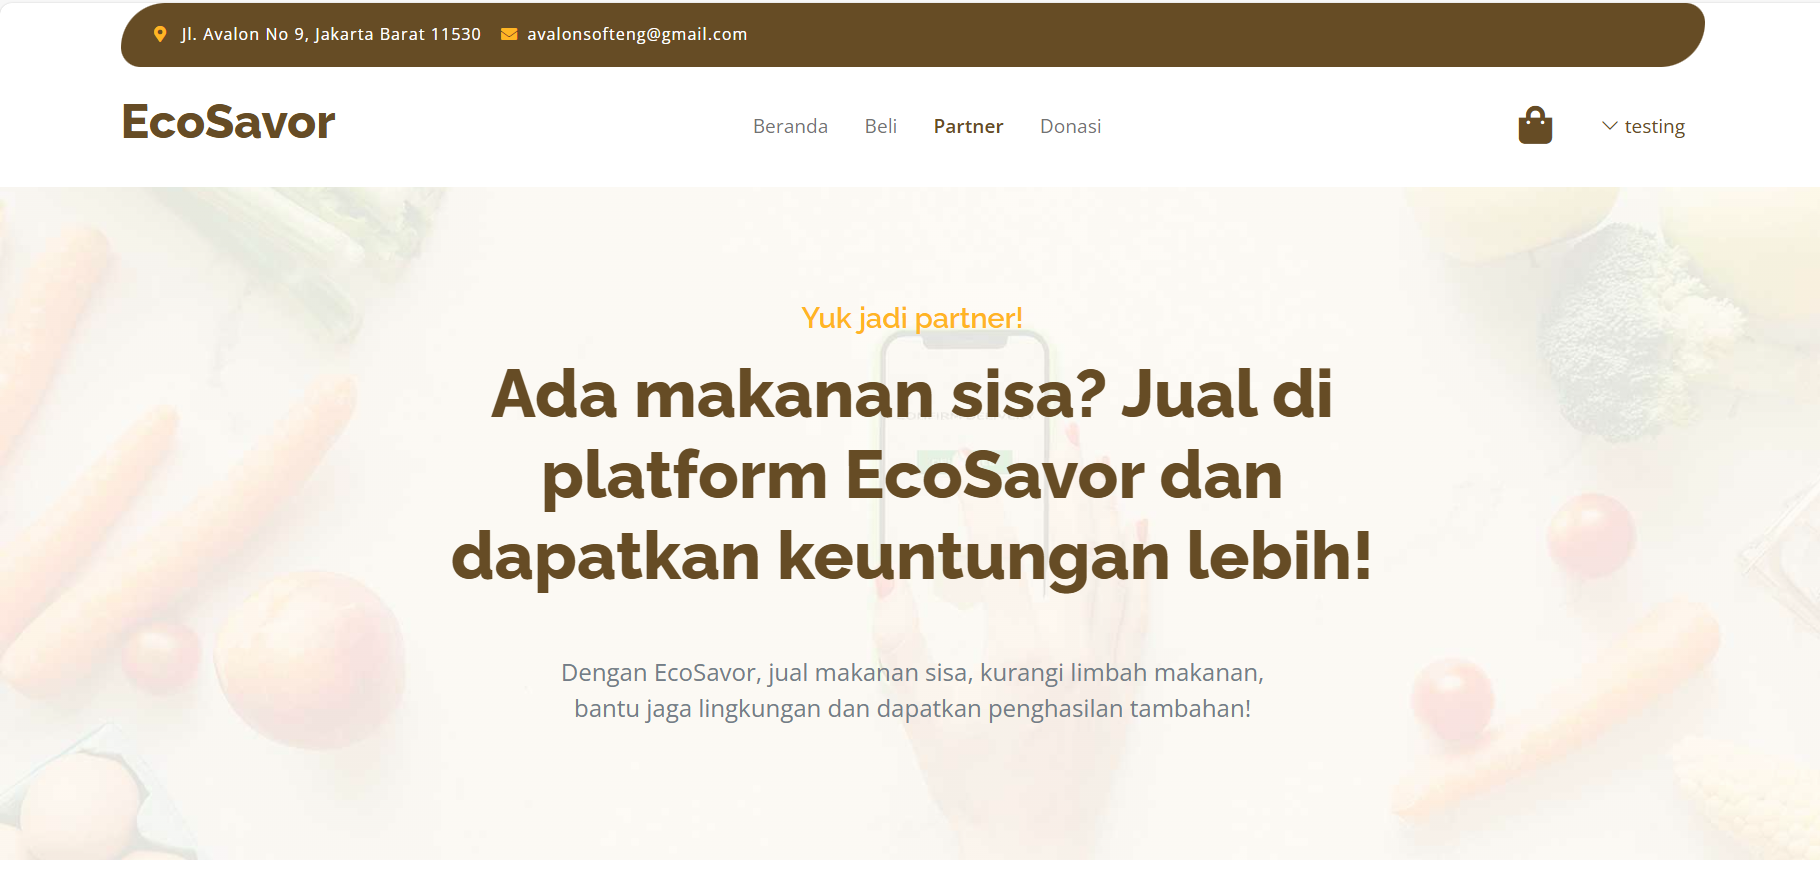 Jl. Avalon No 9, Jakarta Barat 11530 avalonsofteng@gmail.com
EcoSavor
Beranda Beli Partner Donasi
testing
Yuk jadi partner!
Ada makanan sisa? Jual di
platform EcoSavor dan
dapatkan keuntungan lebih!
Dengan EcoSavor, jual makanan sisa, kurangi limbah makanan,
bantu jaga lingkungan dan dapatkan penghasilan tambahan!